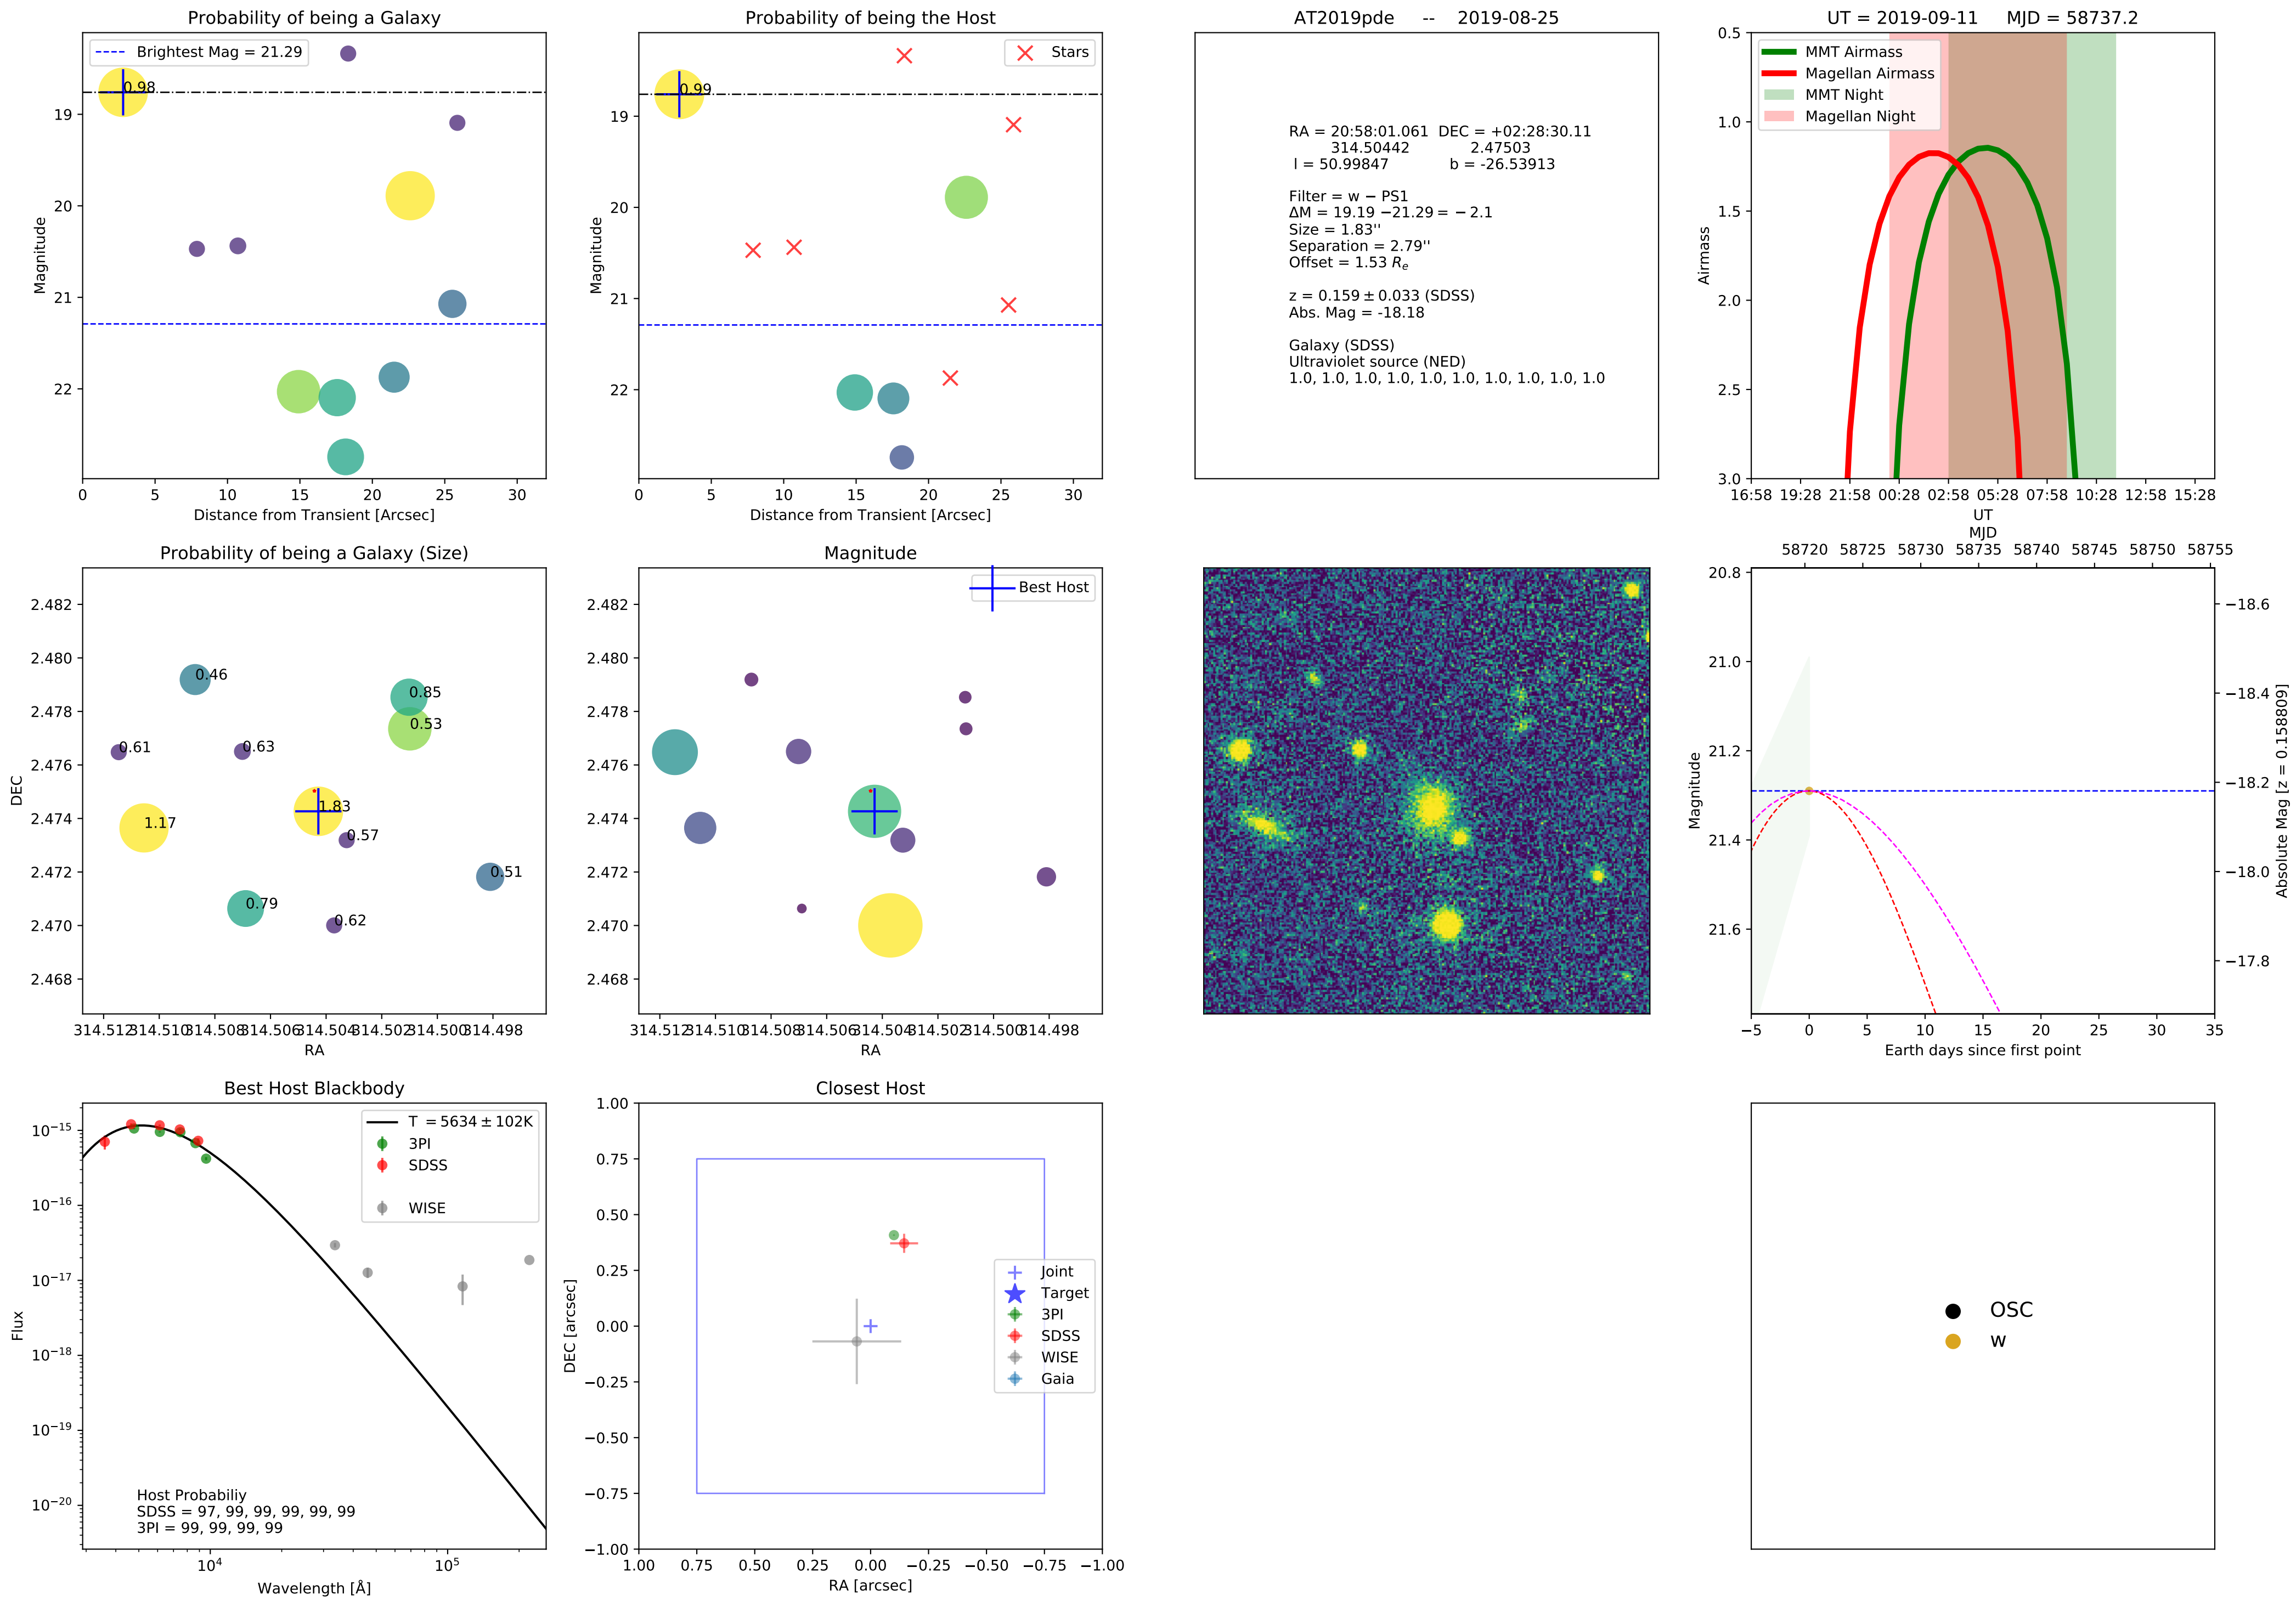 Probability of being a Galaxy
Brightest Mag = 21.29
0.98
Magnitude
19
20
21
22
0 5 10 15 20 25 30
Distance from Transient [Arcsec]
Probability of being the Host
Stars
0.99
Magnitude
19
20
21
22
0 5 10 15 20 25 30
Distance from Transient [Arcsec]
AT2019pde -- 2019-08-25
RA = 20:58:01.061 DEC = +02:28:30.11
314.50442 2.47503
l = 50.99847 b = -26.53913
Filter = w − PS1
ΔM = 19.19 −21.29 = − 2.1
Size = 1.83''
Separation = 2.79''
Offset = 1.53 Re
z = 0.159 ± 0.033 (SDSS)
Abs. Mag = -18.18
Galaxy (SDSS)
Ultraviolet source (NED)
1.0, 1.0, 1.0, 1.0, 1.0, 1.0, 1.0, 1.0, 1.0, 1.0
UT = 2019-09-11 MJD = 58737.2
MMT Airmass
Magellan Airmass
MMT Night
Magellan Night
Airmass
0.5
1.0
1.5
2.0
2.5
3.0
16:58 19:28 21:58 00:28 02:58 05:28 07:58 10:28 12:58 15:28
UT
Probability of being a Galaxy (Size)
DEC
2.482
2.480
2.478
2.476
2.474
2.472
2.470
2.468
0.46
0.85
0.53
0.61
0.63
1.83
1.17
0.57
0.51
0.79
0.62
314.512 314.510 314.508 314.506 314.504 314.502 314.500 314.498
RA
Magnitude
Best Host
2.482
2.480
2.478
2.476
2.474
2.472
2.470
2.468
314.512 314.510 314.508 314.506 314.504 314.502 314.500 314.498
RA
MJD
58720 58725 58730 58735 58740 58745 58750 58755
Magnitude
20.8
21.0
21.2
21.4
21.6
−18.6
−18.4
−18.2
−18.0
−17.8
Absolute Mag [z = 0.158809]
−5 0 5 10 15 20 25 30 35
Earth days since first point
Best Host Blackbody
T = 5634 ± 102K
3PI
SDSS
WISE
Flux
10−15
10−16
10−17
10−18
10−19
10−20
Host Probabiliy
SDSS = 97, 99, 99, 99, 99, 99
3PI = 99, 99, 99, 99
104 105
Wavelength [Å]
Closest Host
DEC [arcsec]
1.00
0.75
0.50
0.25
0.00
−0.25
−0.50
−0.75
−1.00
Joint
Target
3PI
SDSS
WISE
Gaia
1.00 0.75 0.50 0.25 0.00 −0.25 −0.50 −0.75 −1.00
RA [arcsec]
OSC
w